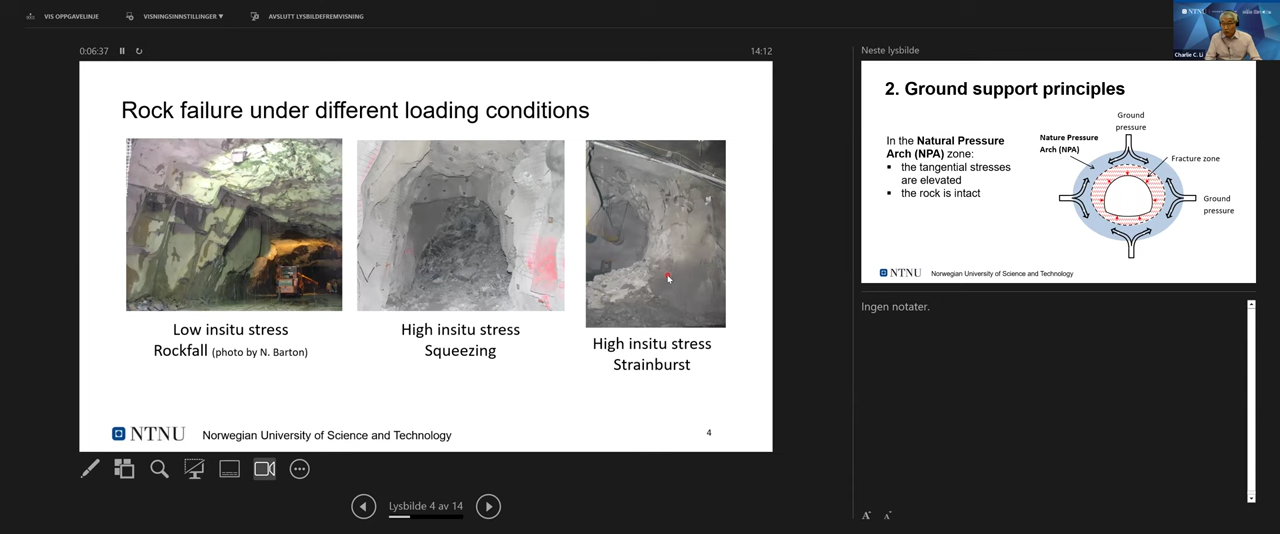 VIS OPPGAVELINJE
VISNINGSINNSTILLINGER ▼
AVSLUTT LYSBILDEFREMVISNING
0:06:37
14:12
Rock failure under different loading conditions
Low insitu stress
Rockfall (photo by N. Barton)
High insitu stress
Squeezing
High insitu stress
Strainburst
NTNU
Norwegian University of Science and Technology
4
Lysbilde 4 av 14
Neste lysbilde
2. Ground support principles
In the Natural Pressure
Arch (NPA) zone:
▪ the tangential stresses
are elevated
▪ the rock is intact
Ground
pressure
Nature Pressure
Arch (NPA)
Fracture zone
Ground
pressure
NTNU
Norwegian University of Science and Technology
Ingen notater.
A
A
NTNU
Charlie C. Li